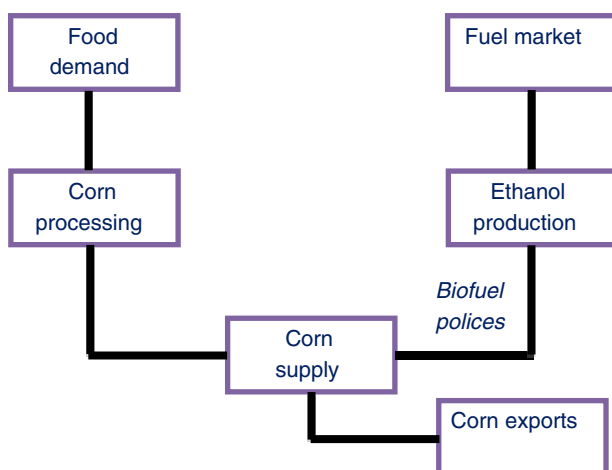 Food
demand
Fuel market
Corn
processing
Ethanol
production
Biofuel
polices
Corn
supply
Corn exports